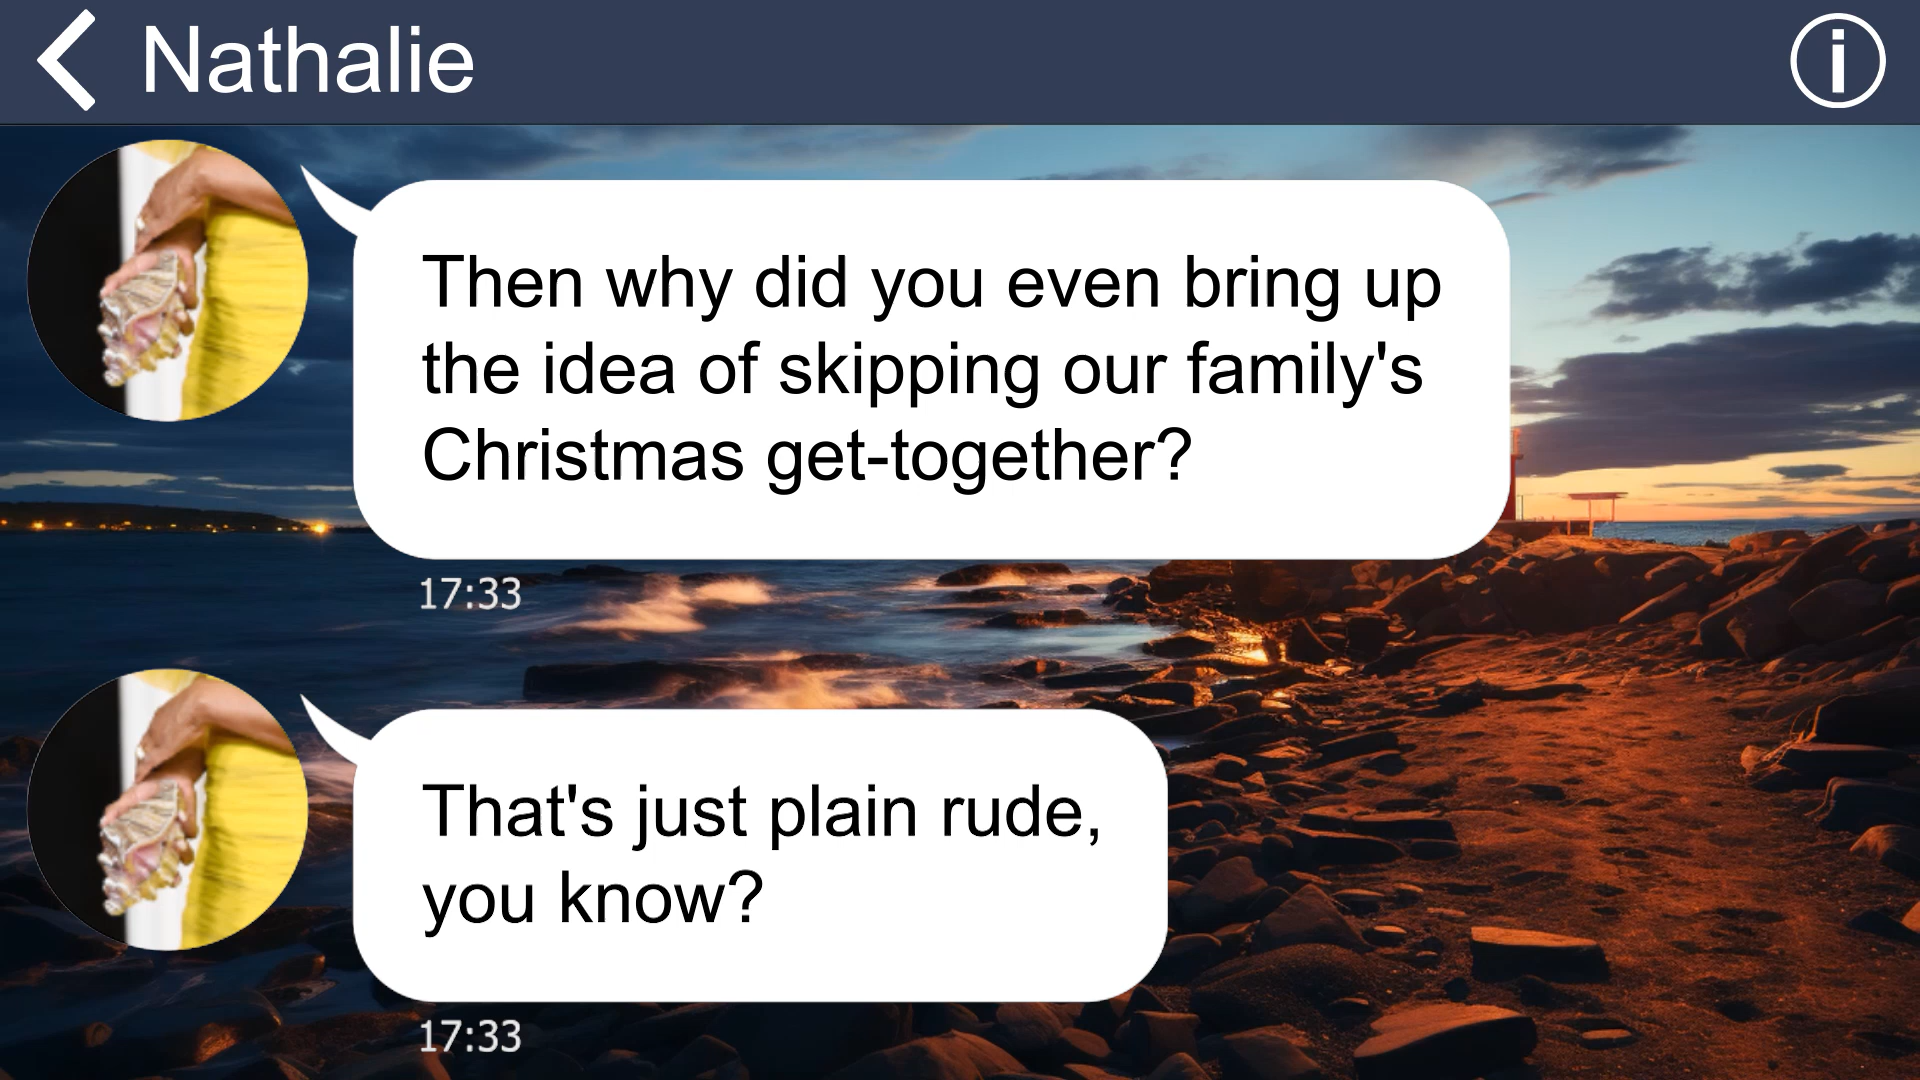 Nathalie
Then why did you even bring up
the idea of skipping our family's
Christmas get-together?
17:33
That's just plain rude,
you know?
17:33